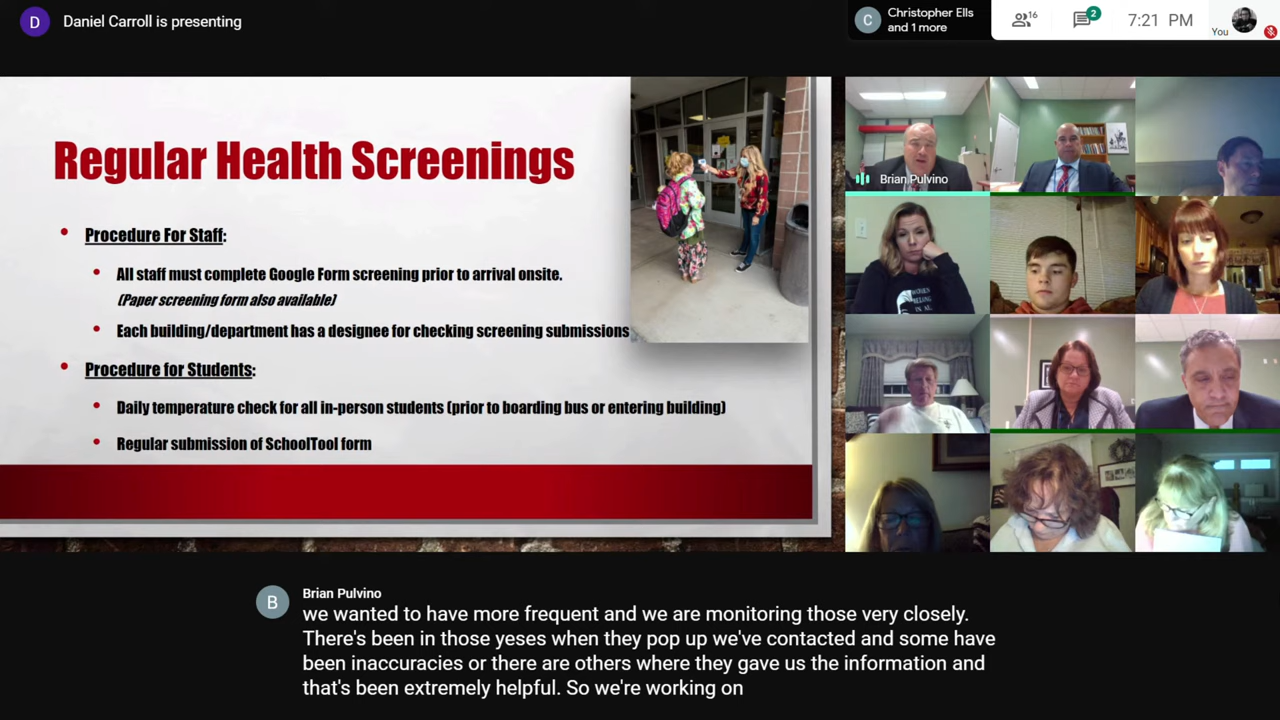 D
Daniel Carroll is presenting
C
Christopher Ells
and 1 more
16
2
7:21 PM
You
Regular Health Screenings
Procedure For Staff:
All staff must complete Google Form screening prior to arrival onsite.
(Paper screening form also available)
Each building/department has a designee for checking screening submissions
Procedure for Students:
Daily temperature check for all in-person students (prior to boarding bus or entering building)
Regular submission of SchoolTool form
Brian Pulvino
B
Brian Pulvino
we wanted to have more frequent and we are monitoring those very closely.
There's been in those yeses when they pop up we've contacted and some have
been inaccuracies or there are others where they gave us the information and
that's been extremely helpful. So we're working on